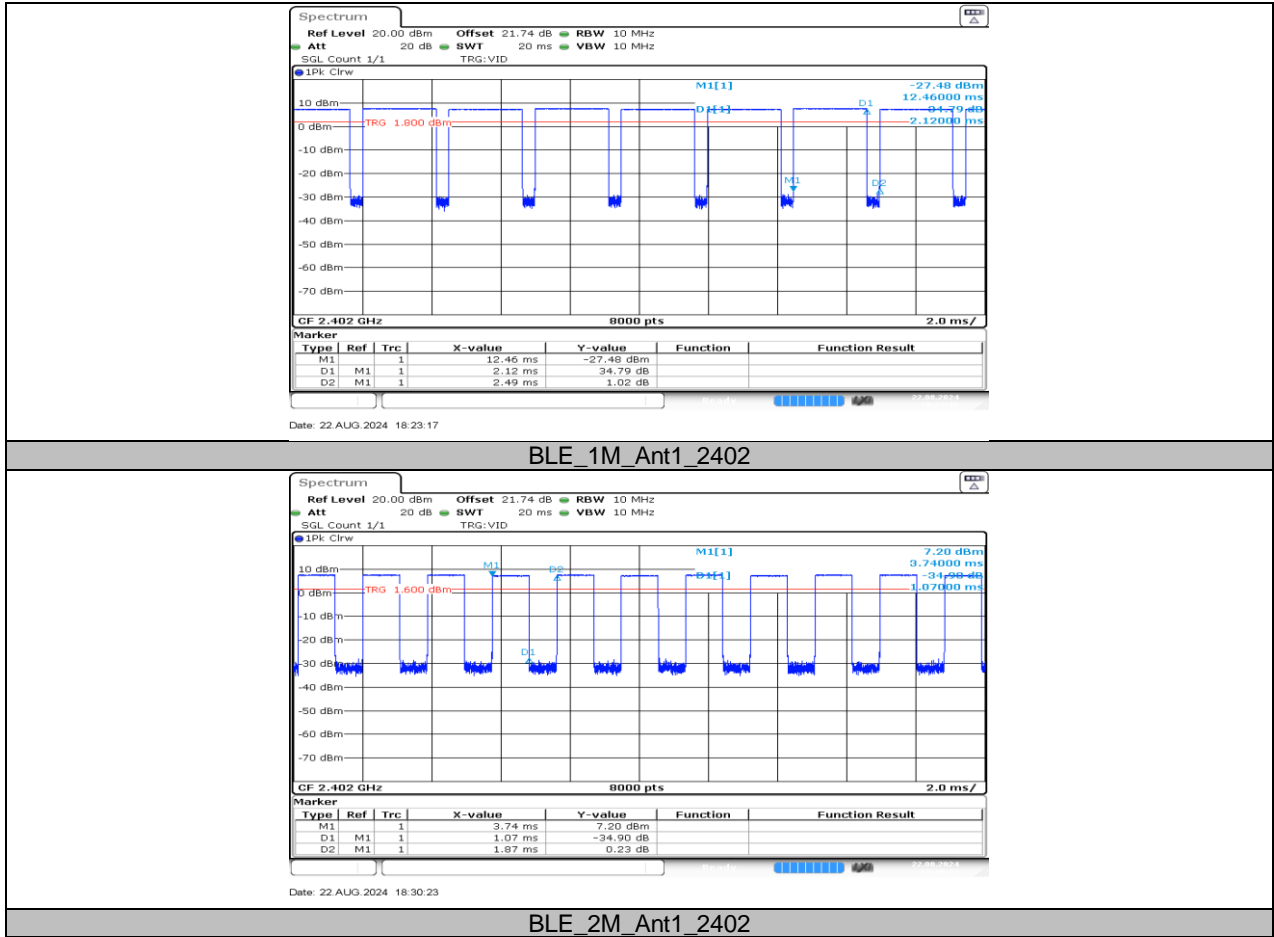 Spectrum
Ref Level 20.00 dBm Offset 21.74 dB RBW 10 MHz
Att 20 dB SWT 20 ms VBW 10 MHz
SGL Count 1/1 TRG:VID
1Pk Clrw
M1[1] -27.48 dBm
12.46000 ms
10 dBm D1[1] D1 34.79 dB
2.12000 ms
0 dBm TRG 1.800 dBm
-10 dBm
-20 dBm
M1 D2
-30 dBm
-40 dBm
-50 dBm
-60 dBm
-70 dBm
CF 2.402 GHz 8000 pts 2.0 ms/
Marker
Type Ref Trc X-value Y-value Function Function Result
M1 1 12.46 ms -27.48 dBm
D1 M1 1 2.12 ms 34.79 dB
D2 M1 1 2.49 ms 1.02 dB
22.08.2024
Date: 22.AUG.2024 18:23:17
BLE_1M_Ant1_2402
Spectrum
Ref Level 20.00 dBm Offset 21.74 dB RBW 10 MHz
Att 20 dB SWT 20 ms VBW 10 MHz
SGL Count 1/1 TRG:VID
1Pk Clrw
M1[1] 7.20 dBm
3.74000 ms
10 dBm M1 D2 D1[1] -34.90 dB
1.07000 ms
0 dBm TRG 1.600 dBm
-10 dBm
-20 dBm
D1
-30 dBm
-40 dBm
-50 dBm
-60 dBm
-70 dBm
CF 2.402 GHz 8000 pts 2.0 ms/
Marker
Type Ref Trc X-value Y-value Function Function Result
M1 1 3.74 ms 7.20 dBm
D1 M1 1 1.07 ms -34.90 dB
D2 M1 1 1.87 ms 0.23 dB
22.08.2024
Date: 22.AUG.2024 18:30:23
BLE_2M_Ant1_2402